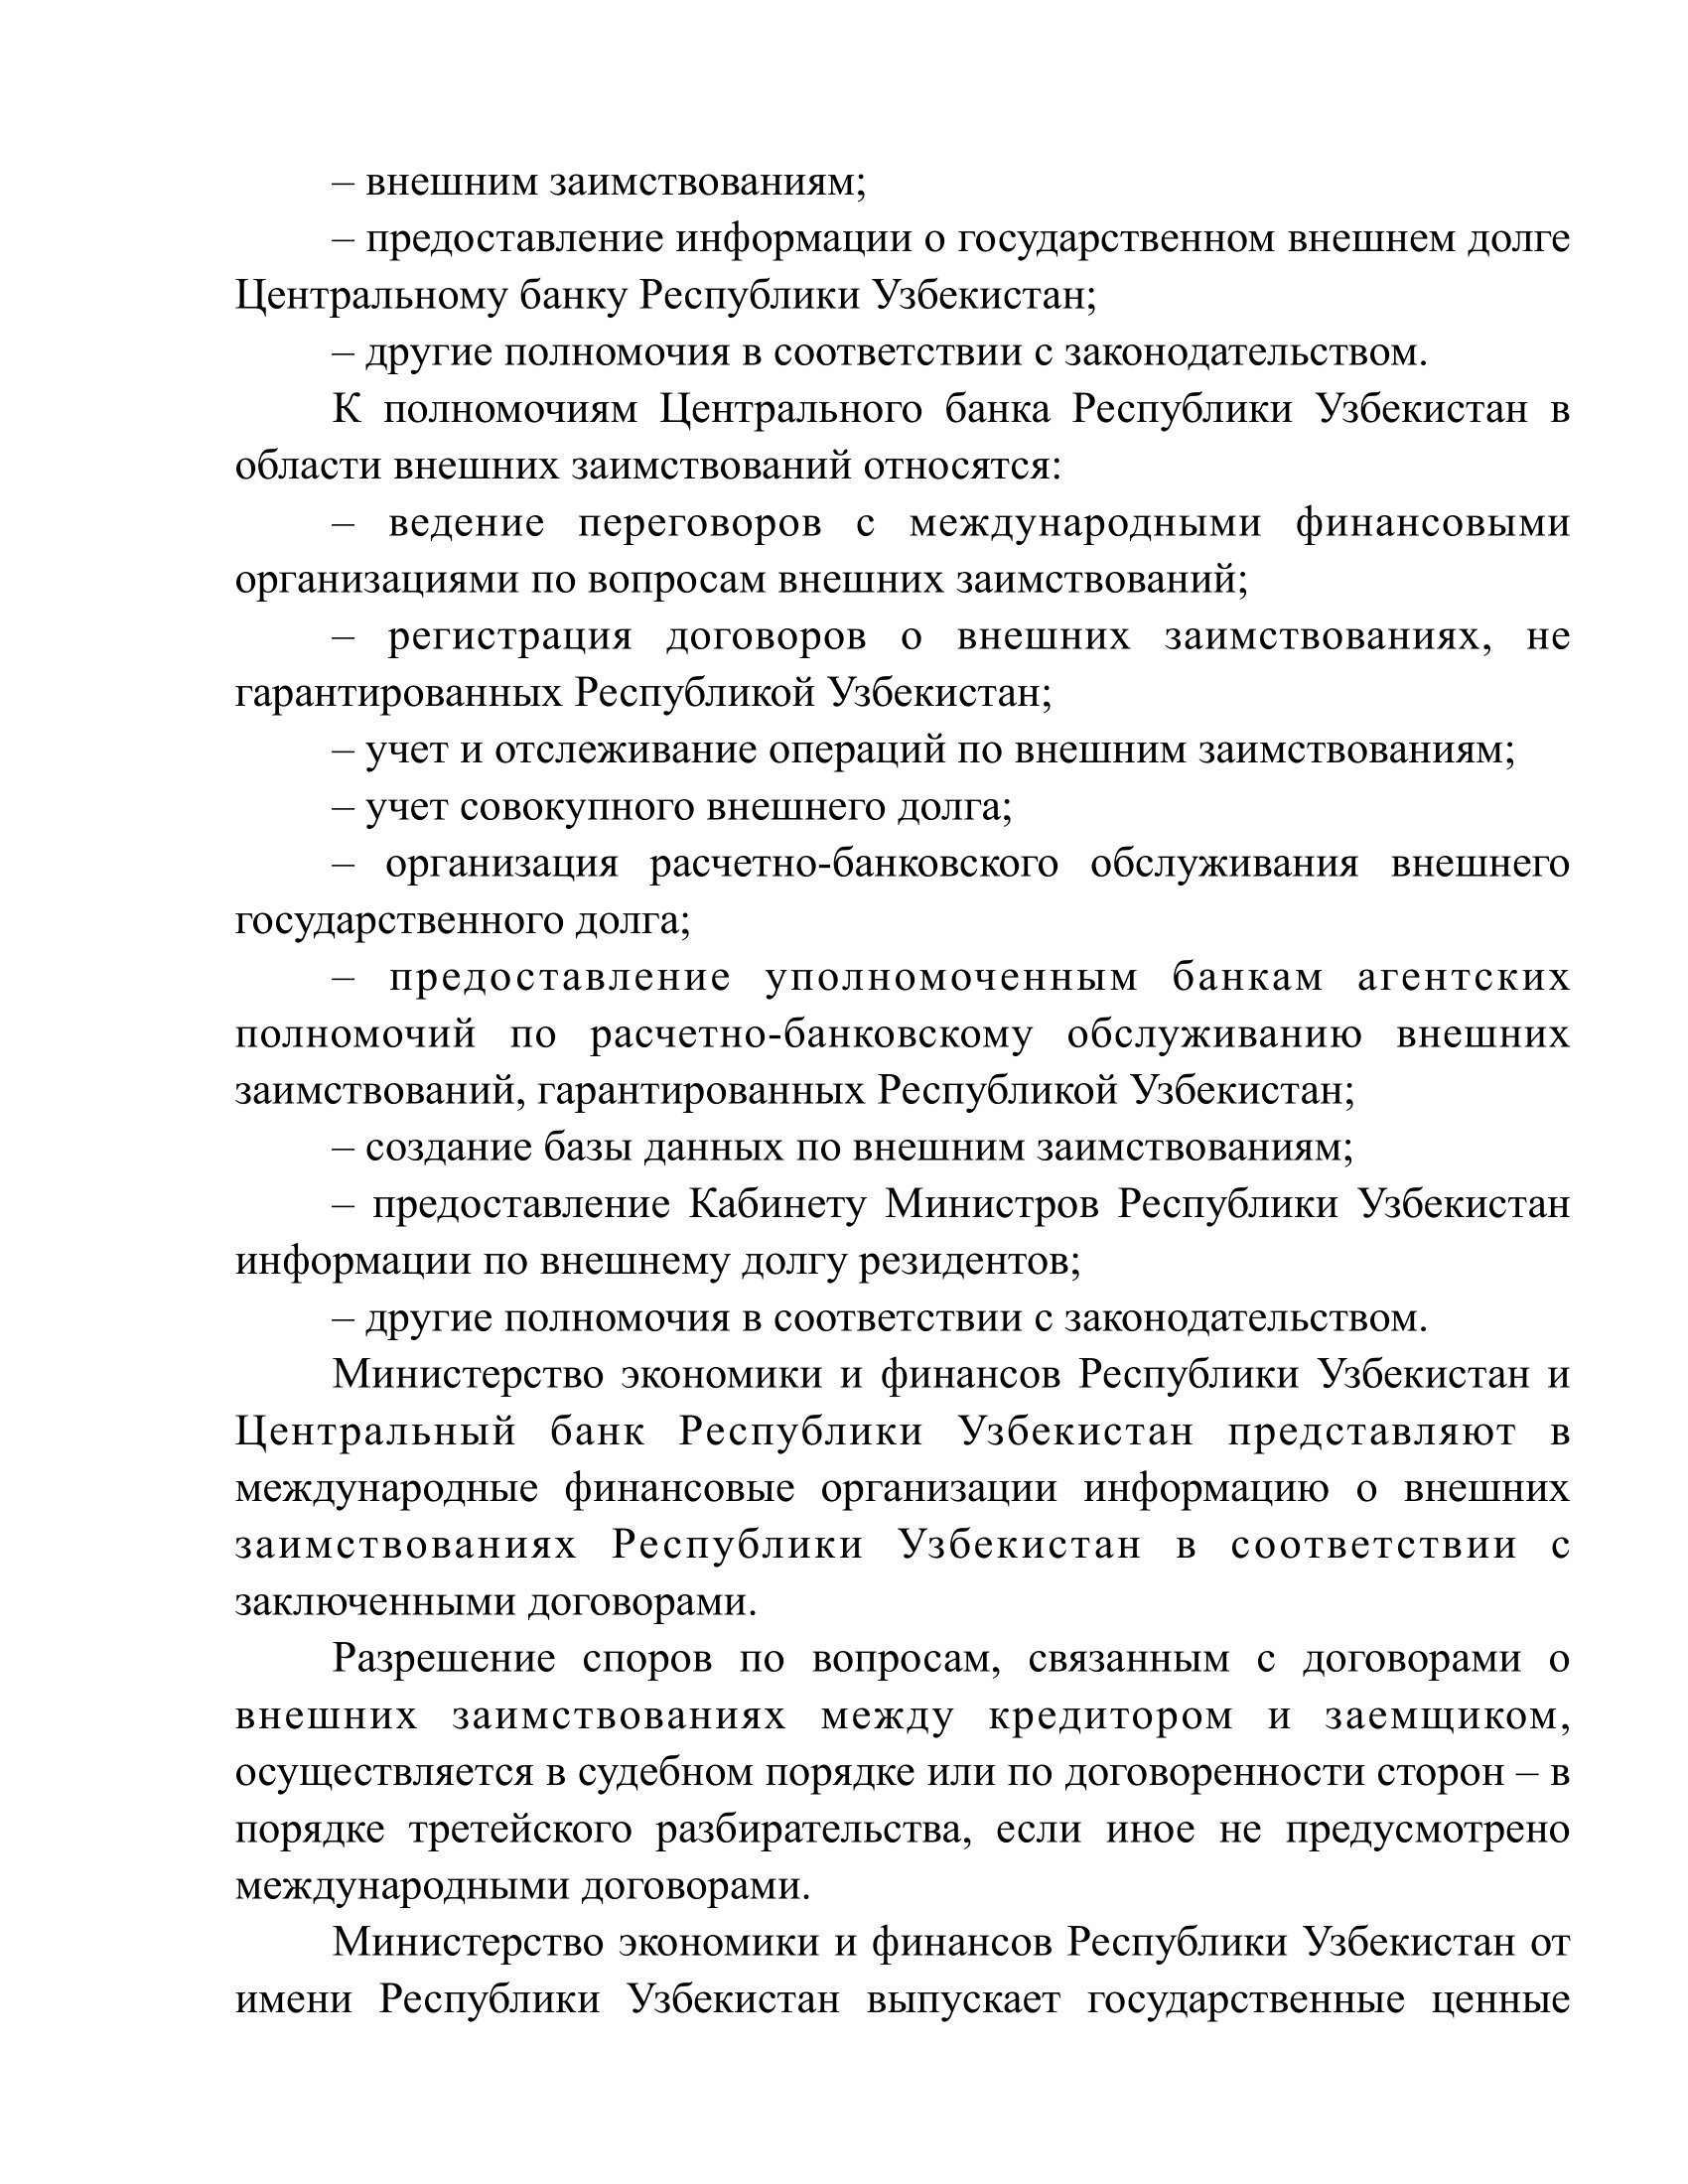 – внешним заимствованиям;
– предоставление информации о государственном внешнем долге
Центральному банку Республики Узбекистан;
– другие полномочия в соответствии с законодательством.
К полномочиям Центрального банка Республики Узбекистан в
области внешних заимствований относятся:
– ведение переговоров с международными финансовыми
организациями по вопросам внешних заимствований;
– регистрация договоров о внешних заимствованиях, не
гарантированных Республикой Узбекистан;
– учет и отслеживание операций по внешним заимствованиям;
– учет совокупного внешнего долга;
– организация расчетно-банковского обслуживания внешнего
государственного долга;
– предоставление уполномоченным банкам агентских
полномочий по расчетно-банковскому обслуживанию внешних
заимствований, гарантированных Республикой Узбекистан;
– создание базы данных по внешним заимствованиям;
– предоставление Кабинету Министров Республики Узбекистан
информации по внешнему долгу резидентов;
– другие полномочия в соответствии с законодательством.
Министерство экономики и финансов Республики Узбекистан и
Центральный банк Республики Узбекистан представляют в
международные финансовые организации информацию о внешних
заимствованиях Республики Узбекистан в соответствии с
заключенными договорами.
Разрешение споров по вопросам, связанным с договорами о
внешних заимствованиях между кредитором и заемщиком,
осуществляется в судебном порядке или по договоренности сторон – в
порядке третейского разбирательства, если иное не предусмотрено
международными договорами.
Министерство экономики и финансов Республики Узбекистан от
имени Республики Узбекистан выпускает государственные ценные